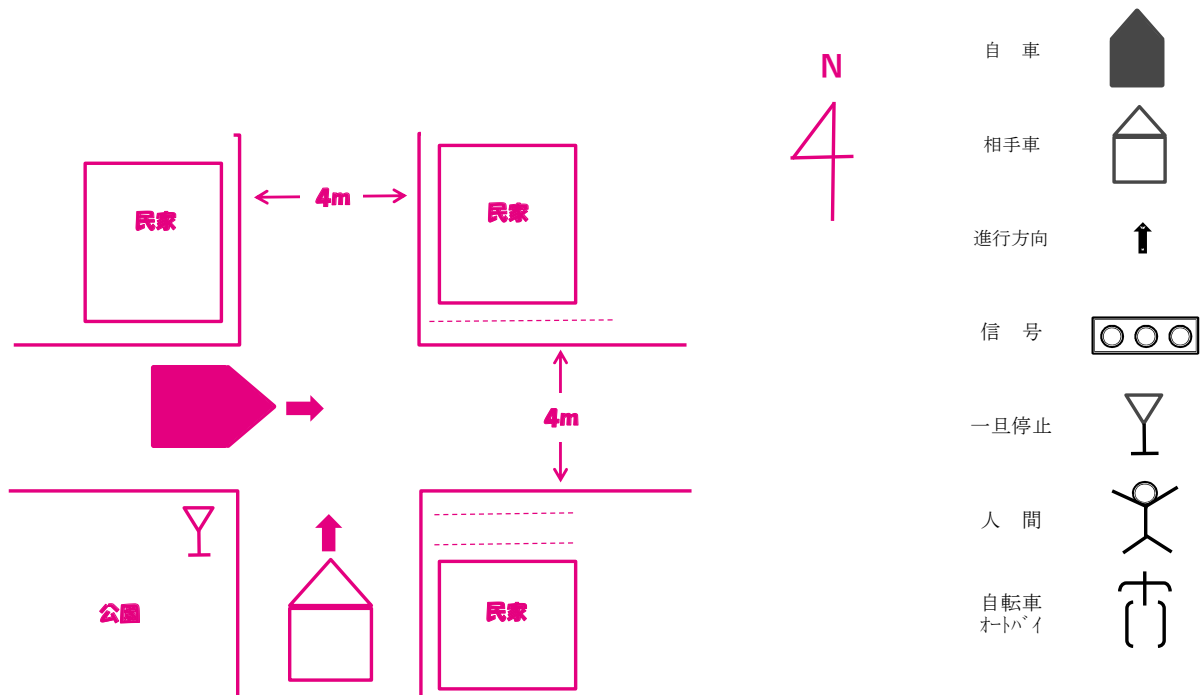 N
民家
4m
民家
4m
公園
民家
自 車
相手車
進行方向
信 号
一旦停止
人 間
自転車
オートバイ